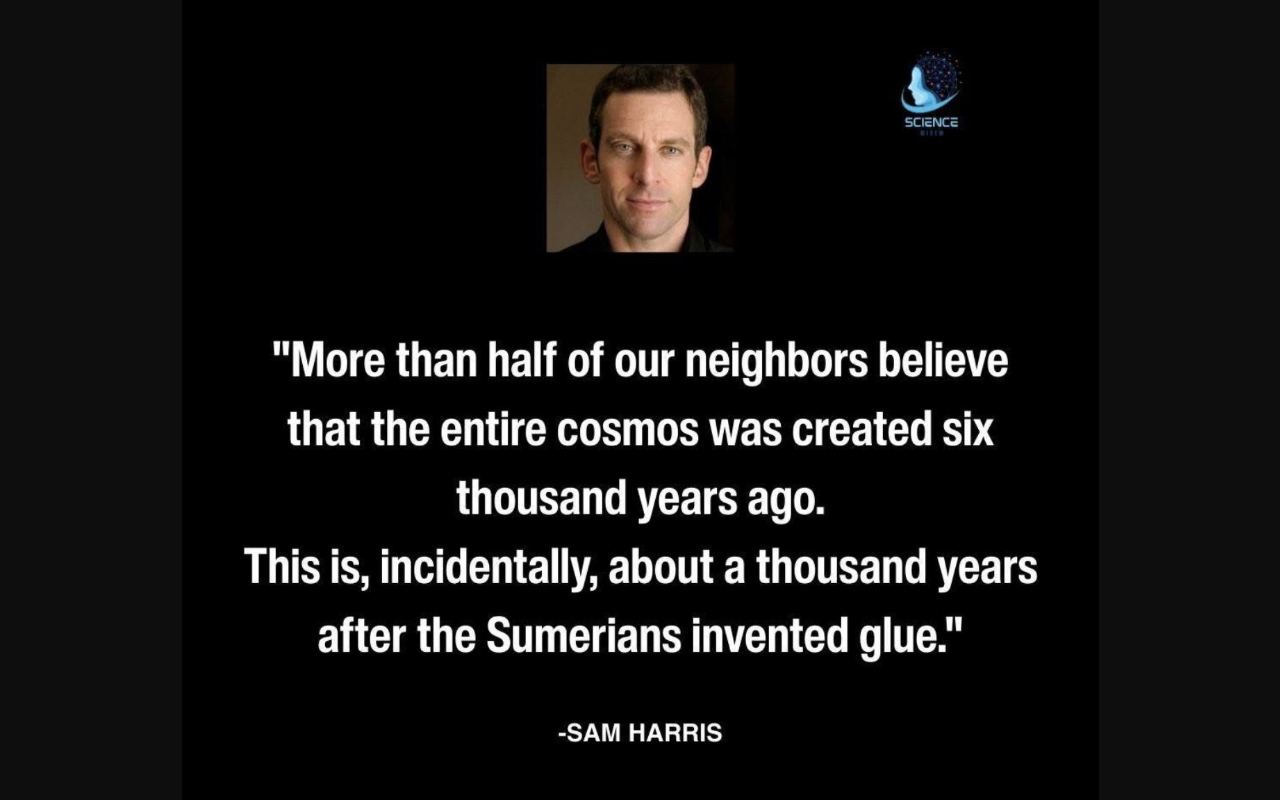 SCIENCE
"More than half of our neighbors believe
that the entire cosmos was created six
thousand years ago.
This is, incidentally, about a thousand years
after the Sumerians invented glue."
-SAM HARRIS